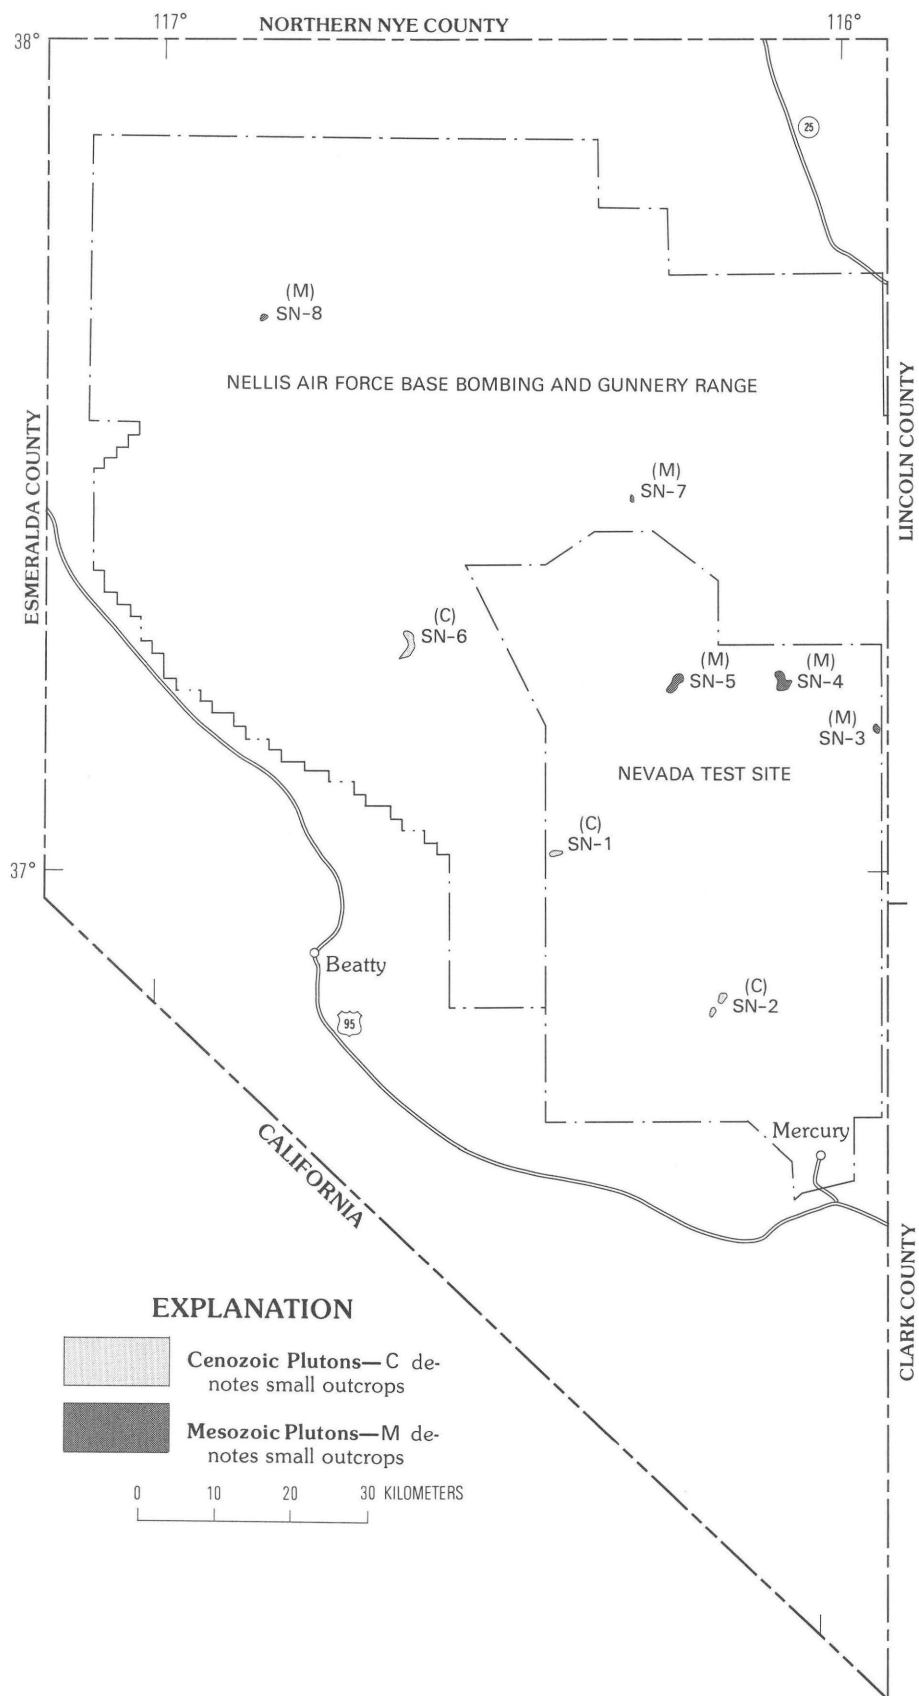 117°
NORTHERN NYE COUNTY
116°
38°
25
(M)
SN-8
NELLIS AIR FORCE BASE BOMBING AND GUNNERY RANGE
ESMERALDA COUNTY
LINCOLN COUNTY
(M)
SN-7
(C)
SN-6
(M)
SN-5
(M)
SN-4
(M)
SN-3
NEVADA TEST SITE
(C)
SN-1
37°
Beatty
(C)
SN-2
95
Mercury
CALIFORNIA
CLARK COUNTY
EXPLANATION
Cenozoic Plutons—C de-
notes small outcrops
Mesozoic Plutons—M de-
notes small outcrops
0 10 20 30 KILOMETERS